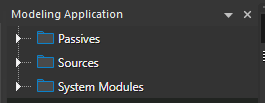 Modeling Application
Passives
Sources
System Modules